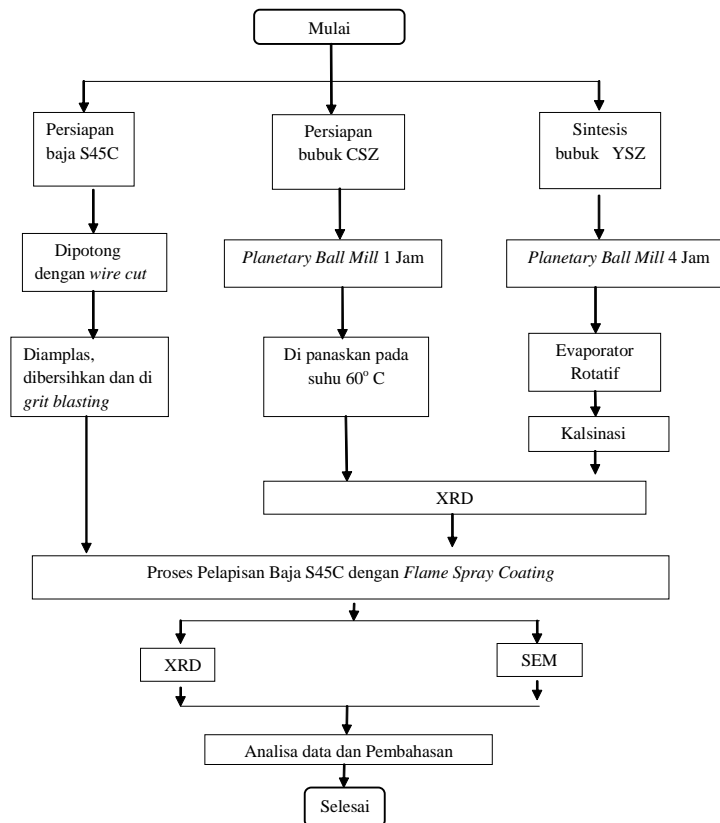 Mulai
Persiapan
baja S45C
Persiapan
bubuk CSZ
Sintesis
bubuk YSZ
Dipotong
dengan wire cut
Planetary Ball Mill 1 Jam
Planetary Ball Mill 4 Jam
Diamplas,
dibersihkan dan di
grit blasting
Di panaskan pada
suhu 60° C
Evaporator
Rotatif
Kalsinasi
XRD
Proses Pelapisan Baja S45C dengan Flame Spray Coating
XRD
SEM
Analisa data dan Pembahasan
Selesai